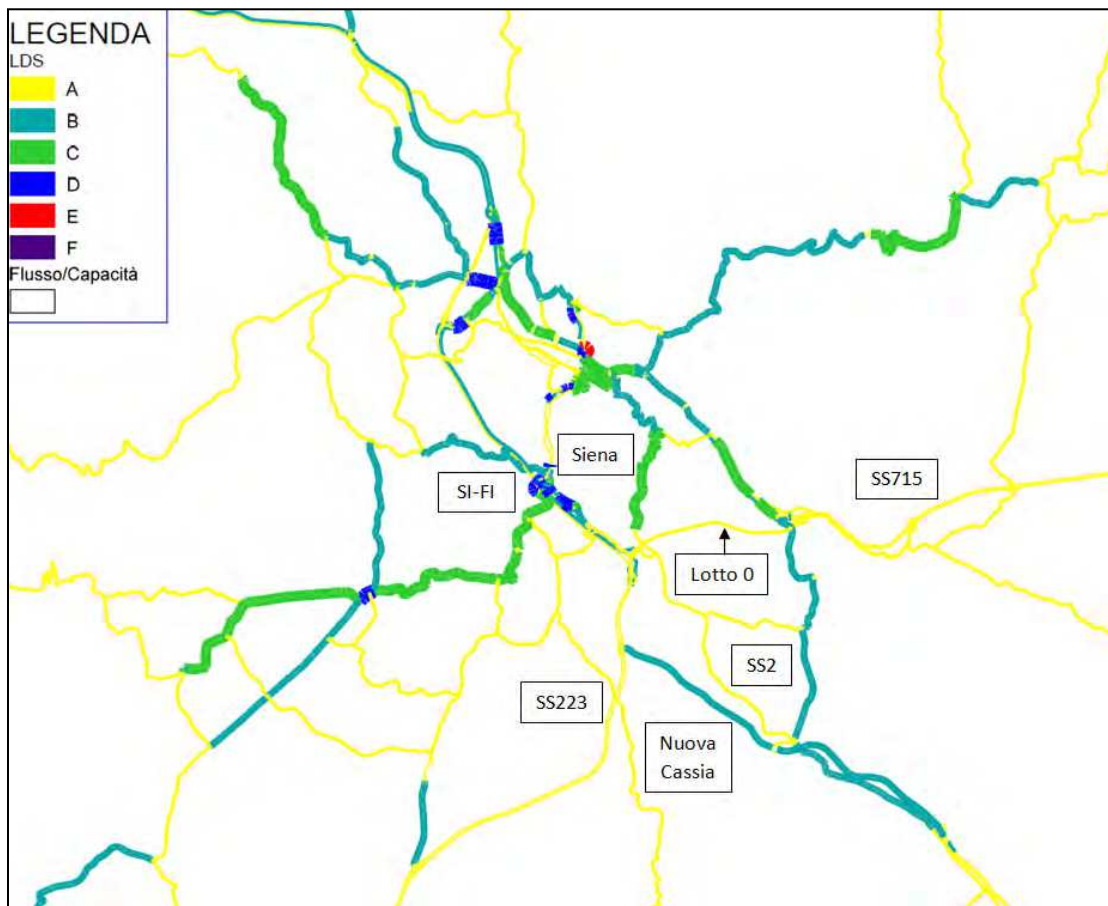 LEGENDA
LDS
A
B
C
D
E
F
Flusso/Capacità
Siena
SI-FI
SS715
Lotto 0
SS2
SS223
Nuova
Cassia